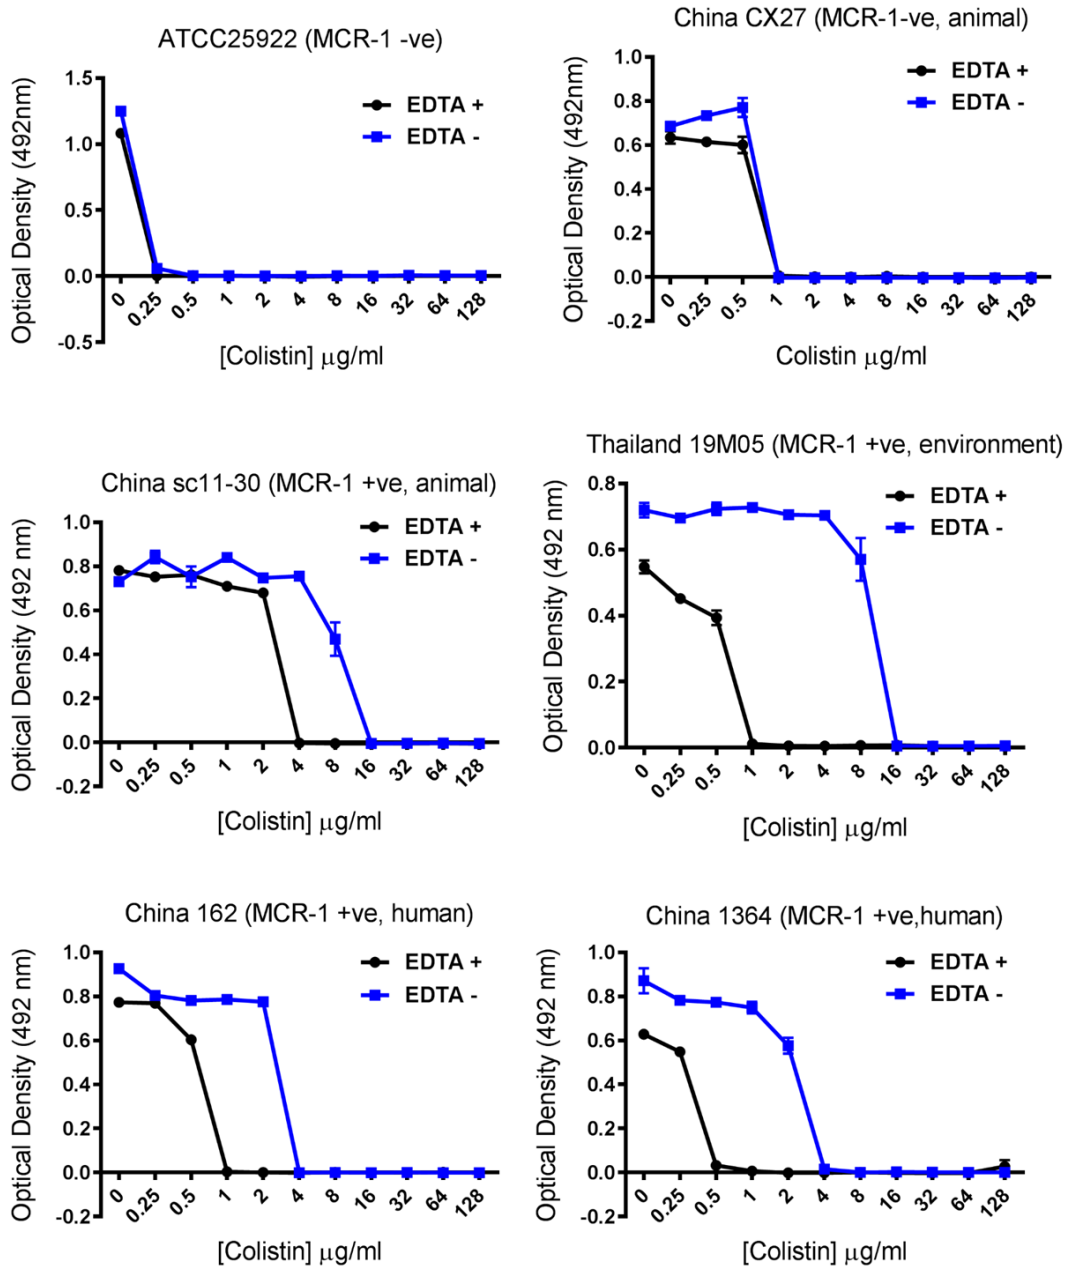 ATCC25922 (MCR-1 -ve)
Optical Density (492nm)
1.5
1.0
0.5
0.0
-0.5
EDTA +
EDTA -
0 0.25 0.5 1 2 4 8 16 32 64 128
[Colistin] μg/ml
China CX27 (MCR-1-ve, animal)
Optical Density (492nm)
1.0
0.8
0.6
0.4
0.2
0.0
-0.2
EDTA +
EDTA -
0 0.25 0.5 1 2 4 8 16 32 64 128
Colistin μg/ml
China sc11-30 (MCR-1 +ve, animal)
Optical Density (492 nm)
1.0
0.8
0.6
0.4
0.2
0.0
-0.2
EDTA +
EDTA -
0 0.25 0.5 1 2 4 8 16 32 64 128
[Colistin] μg/ml
Thailand 19M05 (MCR-1 +ve, environment)
Optical Density (492 nm)
0.8
0.6
0.4
0.2
0.0
EDTA +
EDTA -
0 0.25 0.5 1 2 4 8 16 32 64 128
[Colistin] μg/ml
China 162 (MCR-1 +ve, human)
Optical Density (492 nm)
1.0
0.8
0.6
0.4
0.2
0.0
-0.2
EDTA +
EDTA -
0 0.25 0.5 1 2 4 8 16 32 64 128
[Colistin] μg/ml
China 1364 (MCR-1 +ve,human)
Optical Density (492 nm)
1.0
0.8
0.6
0.4
0.2
0.0
-0.2
EDTA +
EDTA -
0 0.25 0.5 1 2 4 8 16 32 64 128
[Colistin] μg/ml